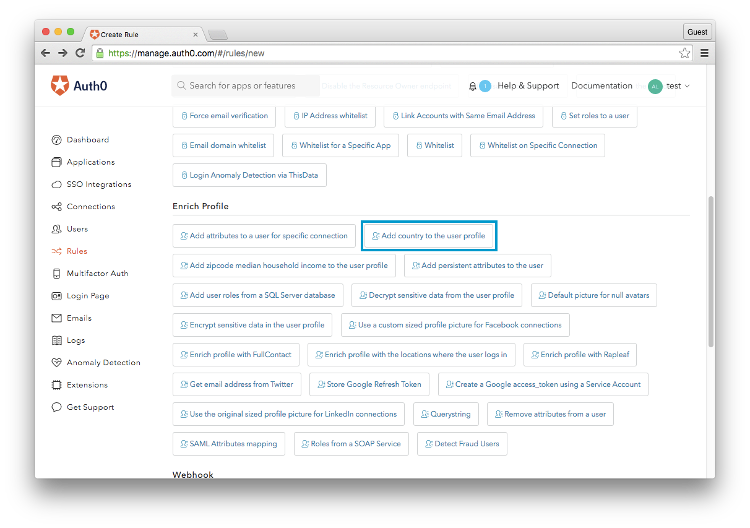 Create Rule
Guest
https://manage.auth0.com/#/rules/new
Auth0
Search for apps or features
1
Help & Support
Documentation
AL
test
Force email verification
IP Address whitelist
Link Accounts with Same Email Address
Set roles to a user
Email domain whitelist
Whitelist for a Specific App
Whitelist
Whitelist on Specific Connection
Login Anomaly Detection via ThisData
Dashboard
Applications
SSO Integrations
Connections
Users
Rules
Multifactor Auth
Login Page
Emails
Logs
Anomaly Detection
Extensions
Get Support
Enrich Profile
Add attributes to a user for specific connection
Add country to the user profile
Add zipcode median household income to the user profile
Add persistent attributes to the user
Add user roles from a SQL Server database
Decrypt sensitive data from the user profile
Default picture for null avatars
Encrypt sensitive data in the user profile
Use a custom sized profile picture for Facebook connections
Enrich profile with FullContact
Enrich profile with the locations where the user logs in
Enrich profile with Rapleaf
Get email address from Twitter
Store Google Refresh Token
Create a Google access_token using a Service Account
Use the original sized profile picture for LinkedIn connections
Querystring
Remove attributes from a user
SAML Attributes mapping
Roles from a SOAP Service
Detect Fraud Users
Webhook